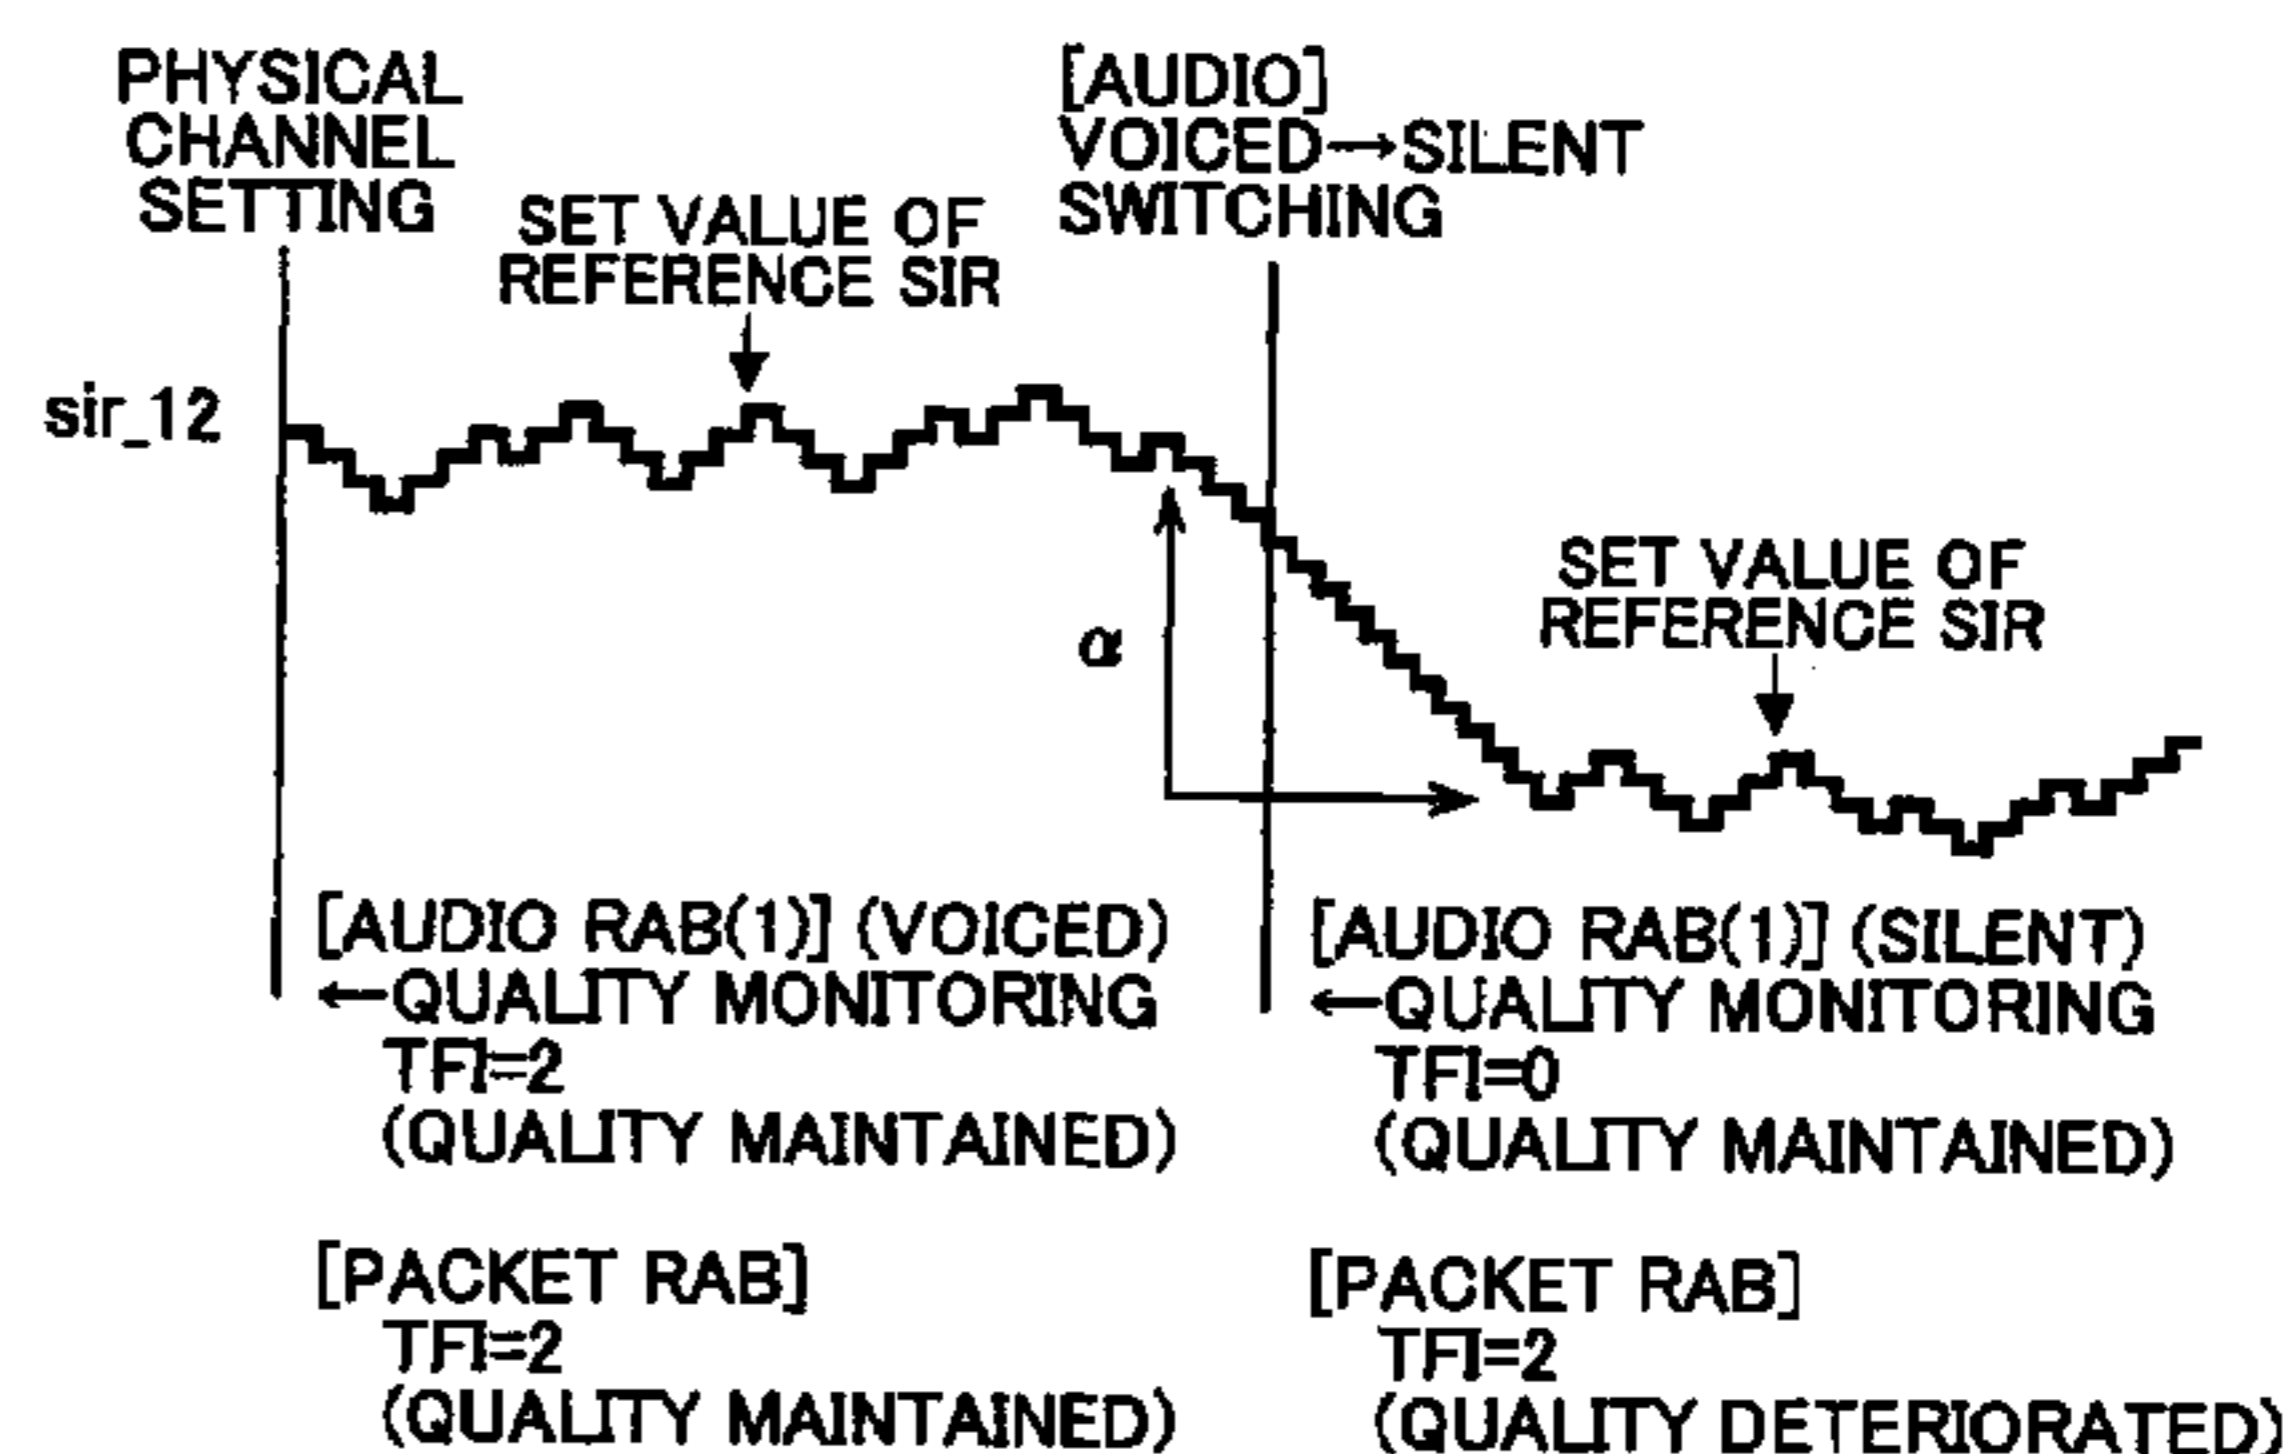 PHYSICAL
CHANNEL
SETTING
[AUDIO]
VOICED→SILENT
SWITCHING
SET VALUE OF
REFERENCE SIR
sir_12
SET VALUE OF
REFERENCE SIR
α
[AUDIO RAB(1)] (VOICED)
←QUALITY MONITORING
TFI=2
(QUALITY MAINTAINED)
[PACKET RAB]
TFI=2
(QUALITY MAINTAINED)
[AUDIO RAB(1)] (SILENT)
←QUALITY MONITORING
TFI=0
(QUALITY MAINTAINED)
[PACKET RAB]
TFI=2
(QUALITY DETERIORATED)